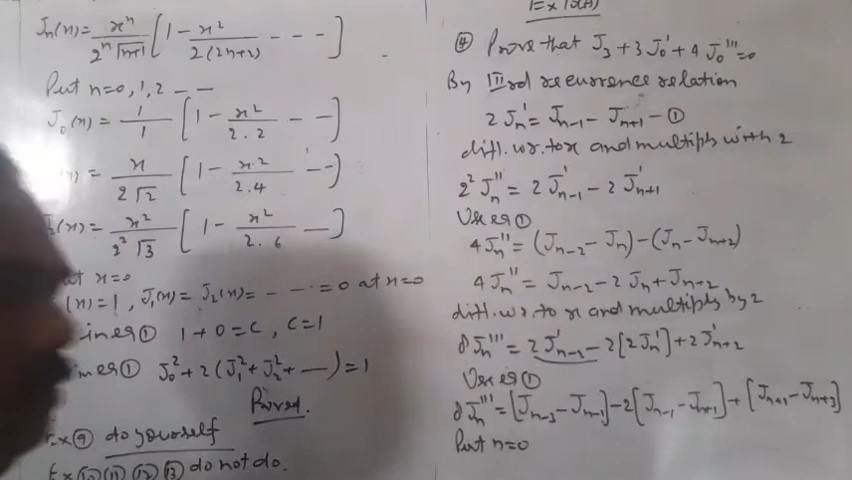 Jn(x) = x^n / 2^n √n+1 [1 - x² / 2(2n+2) - - - ]
Put n=0,1,2 - -
J0(x) = 1/1 [1 - x² / 2.2 - - ]
) = x / 2√2 [1 - x² / 2.4 - - ]
J2(x) = x² / 2²√3 [1 - x² / 2.6 - ]
at x=0
(x)=1, J1(x) = J2(x) = - - - = 0 at x=0
in eq ① 1+0=C, C=1
in eq ① J0² + 2(J1² + J2² + -) = 1
Proved.
Ex ⑨ do yourself
Ex ⑩ ⑪ ⑫ ⑬ do not do.
④ Prove that J3 + 3J0' + 4J0''' = 0
By IIIrd recurrence relation
2Jn' = Jn-1 - Jn+1 - ①
diff. w.r. to x and multiply with 2
2² Jn'' = 2J'n-1 - 2J'n+1
Use eq ①
4Jn'' = (Jn-2 - Jn) - (Jn - Jn+2)
4Jn'' = Jn-2 - 2Jn + Jn+2
diff. w.r. to x and multiply by 2
8Jn''' = 2J'n-2 - 2[2Jn'] + 2J'n+2
Use eq ①
8Jn''' = [Jn-3 - Jn-1] - 2[Jn-1 - Jn+1] + [Jn+1 - Jn+3]
Put n=0